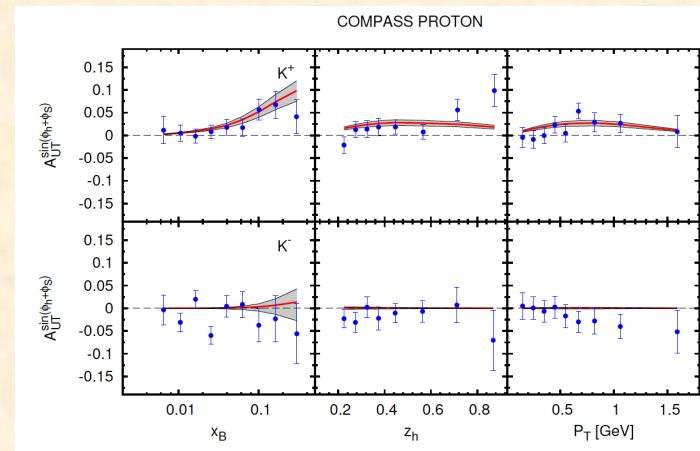 COMPASS PROTON
K+
0.15
0.1
0.05
0
-0.05
-0.1
-0.15
A_UT^sin(ϕh+ϕS)
K-
0.15
0.1
0.05
0
-0.05
-0.1
-0.15
A_UT^sin(ϕh+ϕS)
0.01 0.1 0.2 0.4 0.6 0.8 0.5 1 1.5
x_B z_h P_T [GeV]